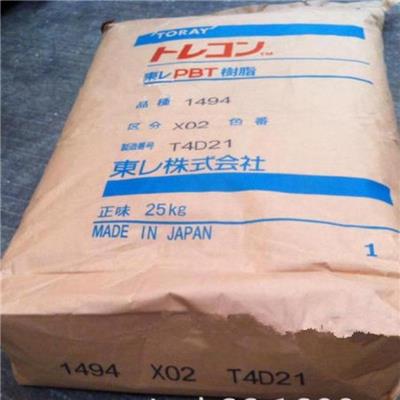 TORAY
トレコン™
東レPBT樹脂
品種 1494
区分 X02 色番
製造番号 T4D21
東レ株式会社
正味 25kg
MADE IN JAPAN
1
1494 X02 T4D21